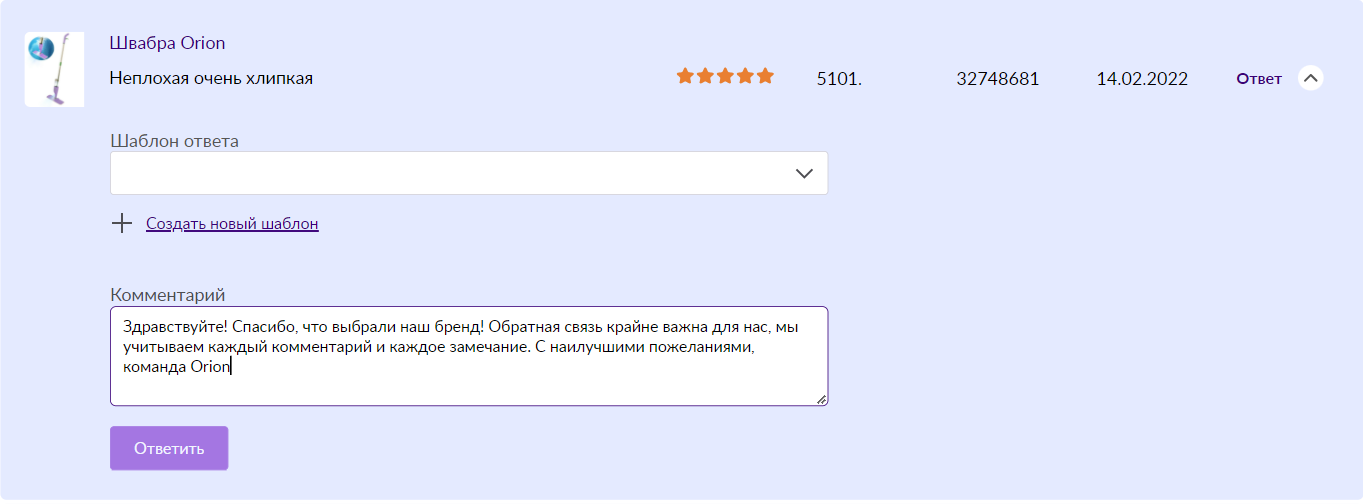 Швабра Orion
Неплохая очень хлипкая
5101.
32748681
14.02.2022
Ответ
Шаблон ответа
Создать новый шаблон
Комментарий
Здравствуйте! Спасибо, что выбрали наш бренд! Обратная связь крайне важна для нас, мы
учитываем каждый комментарий и каждое замечание. С наилучшими пожеланиями,
команда Orion
Ответить